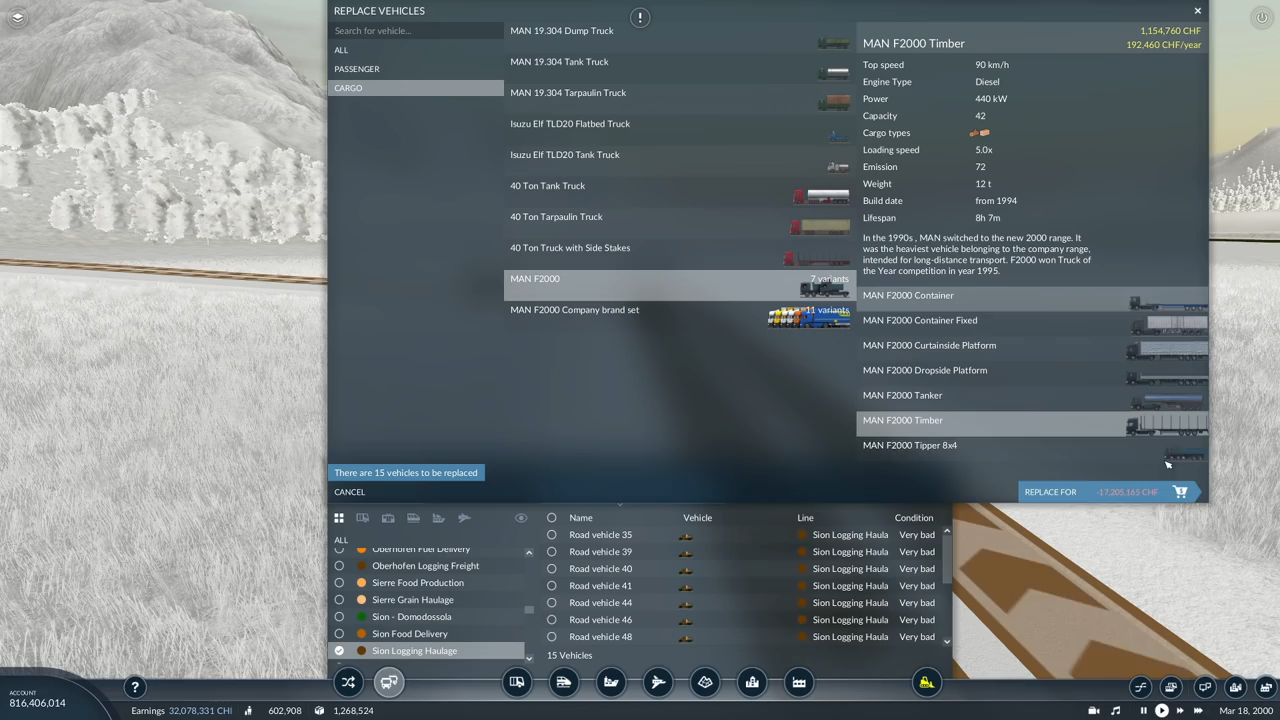 REPLACE VEHICLES
Search for vehicle...
ALL
PASSENGER
CARGO
MAN 19.304 Dump Truck
MAN 19.304 Tank Truck
MAN 19.304 Tarpaulin Truck
Isuzu Elf TLD20 Flatbed Truck
Isuzu Elf TLD20 Tank Truck
40 Ton Tank Truck
40 Ton Tarpaulin Truck
40 Ton Truck with Side Stakes
MAN F2000 7 variants
MAN F2000 Company brand set 11 variants
1,154,760 CHF
MAN F2000 Timber 192,460 CHF/year
Top speed 90 km/h
Engine Type Diesel
Power 440 kW
Capacity 42
Cargo types
Loading speed 5.0x
Emission 72
Weight 12 t
Build date from 1994
Lifespan 8h 7m
In the 1990s , MAN switched to the new 2000 range. It
was the heaviest vehicle belonging to the company range,
intended for long-distance transport. F2000 won Truck of
the Year competition in year 1995.
MAN F2000 Container
MAN F2000 Container Fixed
MAN F2000 Curtainside Platform
MAN F2000 Dropside Platform
MAN F2000 Tanker
MAN F2000 Timber
MAN F2000 Tipper 8x4
There are 15 vehicles to be replaced
CANCEL
REPLACE FOR -17,205,165 CHF
ALL
Oberhofen Fuel Delivery
Oberhofen Logging Freight
Sierre Food Production
Sierre Grain Haulage
Sion - Domodossola
Sion Food Delivery
Sion Logging Haulage
Name Vehicle Line Condition
Road vehicle 35 Sion Logging Haula Very bad
Road vehicle 39 Sion Logging Haula Very bad
Road vehicle 40 Sion Logging Haula Very bad
Road vehicle 41 Sion Logging Haula Very bad
Road vehicle 44 Sion Logging Haula Very bad
Road vehicle 46 Sion Logging Haula Very bad
Road vehicle 48 Sion Logging Haula Very bad
15 Vehicles
ACCOUNT
816,406,014
?
Earnings 32,078,331 CHI 602,908 1,268,524
Mar 18, 2000